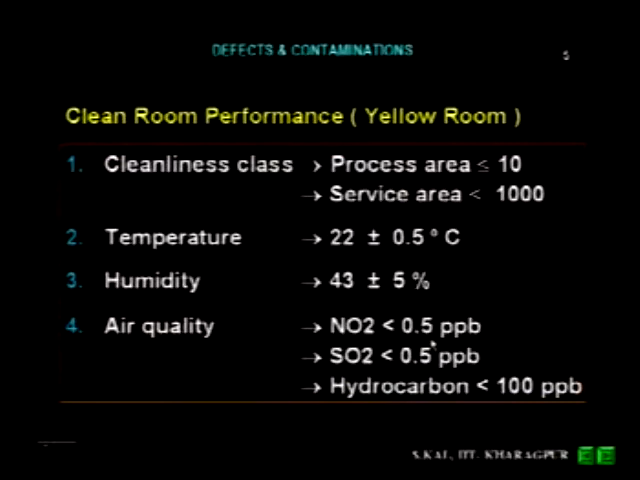 DEFECTS & CONTAMINATIONS
5
Clean Room Performance ( Yellow Room )
1. Cleanliness class → Process area ≤ 10
→ Service area < 1000
2. Temperature → 22 ± 0.5 º C
3. Humidity → 43 ± 5 %
4. Air quality → NO2 < 0.5 ppb
→ SO2 < 0.5 ppb
→ Hydrocarbon < 100 ppb
S.KAL, IIT- KHARAGPUR